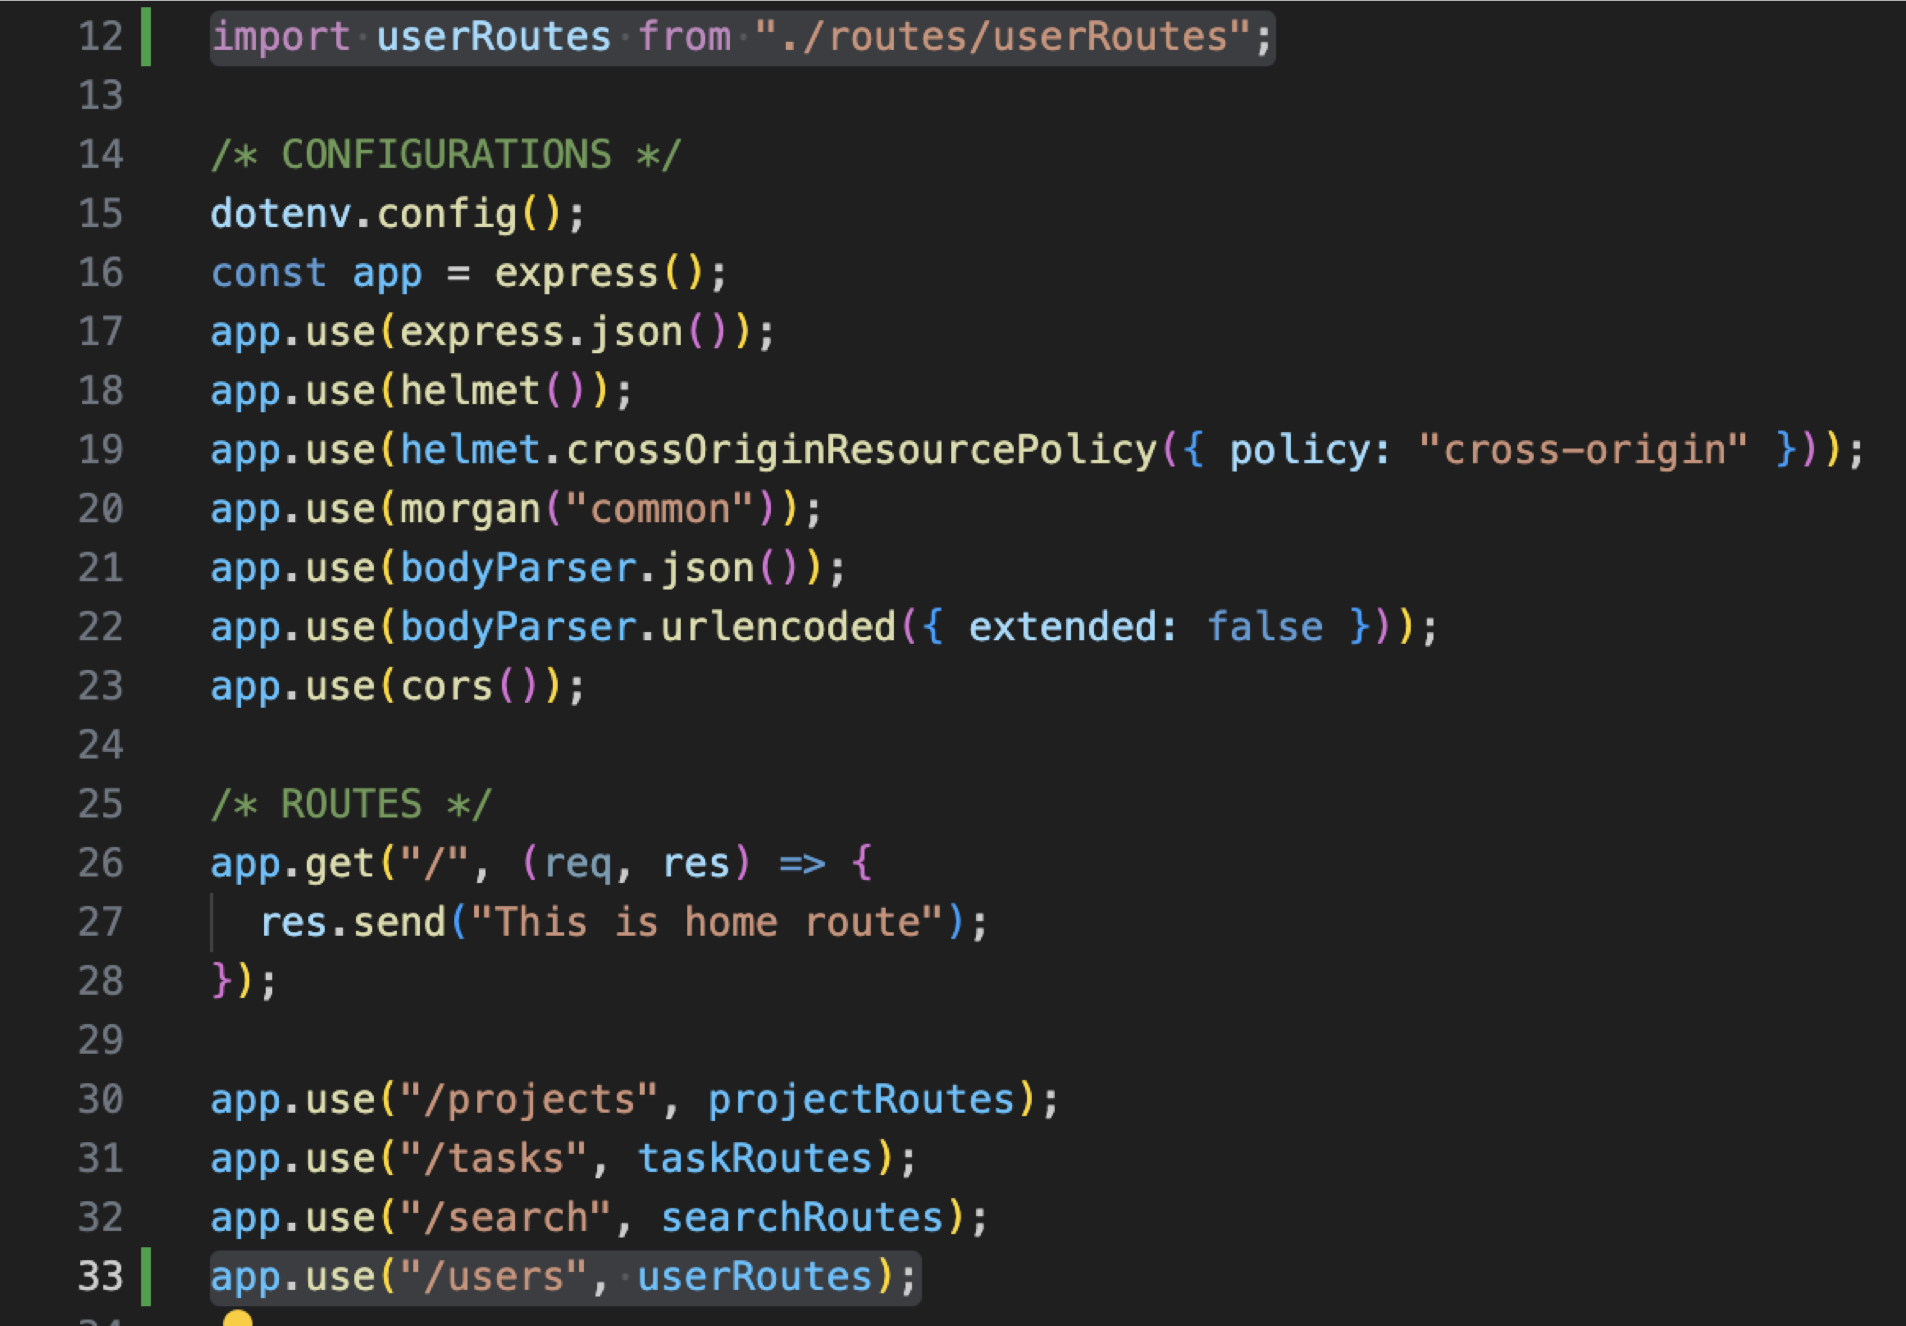 12 import userRoutes from "./routes/userRoutes";
13
14 /* CONFIGURATIONS */
15 dotenv.config();
16 const app = express();
17 app.use(express.json());
18 app.use(helmet());
19 app.use(helmet.crossOriginResourcePolicy({ policy: "cross-origin" }));
20 app.use(morgan("common"));
21 app.use(bodyParser.json());
22 app.use(bodyParser.urlencoded({ extended: false }));
23 app.use(cors());
24
25 /* ROUTES */
26 app.get("/", (req, res) => {
27   res.send("This is home route");
28 });
29
30 app.use("/projects", projectRoutes);
31 app.use("/tasks", taskRoutes);
32 app.use("/search", searchRoutes);
33 app.use("/users", userRoutes);